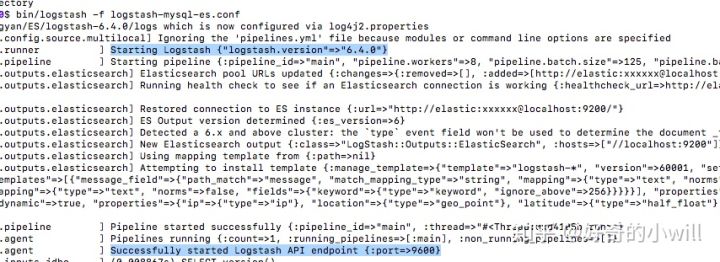 ectory
$ bin/logstash -f logstash-mysql-es.conf
gyan/ES/logstash-6.4.0/logs which is now configured via log4j2.properties
.config.source.multilocal] Ignoring the 'pipelines.yml' file because modules or command line options are specified
.runner ] Starting Logstash {"logstash.version"=>"6.4.0"}
.pipeline ] Starting pipeline {:pipeline_id=>"main", "pipeline.workers"=>8, "pipeline.batch.size"=>125, "pipeline.ba
.outputs.elasticsearch] Elasticsearch pool URLs updated {:changes=>{:removed=>[], :added=>[http://elastic:xxxxxx@localho
.outputs.elasticsearch] Running health check to see if an Elasticsearch connection is working {:healthcheck_url=>http://el
.outputs.elasticsearch] Restored connection to ES instance {:url=>"http://elastic:xxxxxx@localhost:9200/"}
.outputs.elasticsearch] ES Output version determined {:es_version=>6}
.outputs.elasticsearch] Detected a 6.x and above cluster: the `type` event field won't be used to determine the document _
.outputs.elasticsearch] New Elasticsearch output {:class=>"LogStash::Outputs::ElasticSearch", :hosts=>["//localhost:9200"]}
.outputs.elasticsearch] Using mapping template from {:path=>nil}
.outputs.elasticsearch] Attempting to install template {:manage_template=>{"template"=>"logstash-*", "version"=>60001, "set
emplates"=>[{"message_field"=>{"path_match"=>"message", "match_mapping_type"=>"string", "mapping"=>{"type"=>"text", "norms"
apping"=>{"type"=>"text", "norms"=>false, "fields"=>{"keyword"=>{"type"=>"keyword", "ignore_above"=>256}}}}}], "properties
dynamic"=>true, "properties"=>{"ip"=>{"type"=>"ip"}, "location"=>{"type"=>"geo_point"}, "latitude"=>{"type"=>"half_float"}
.pipeline ] Pipeline started successfully {:pipeline_id=>"main", :thread=>"#<Thread:
.agent ] Pipelines running {:count=>1, :running_pipelines=>[:main], :non_running_pipelines=>[]}
.agent ] Successfully started Logstash API endpoint {:port=>9600}
.inputs.jdbc ] SELECT version()
知乎 @好奇的小will